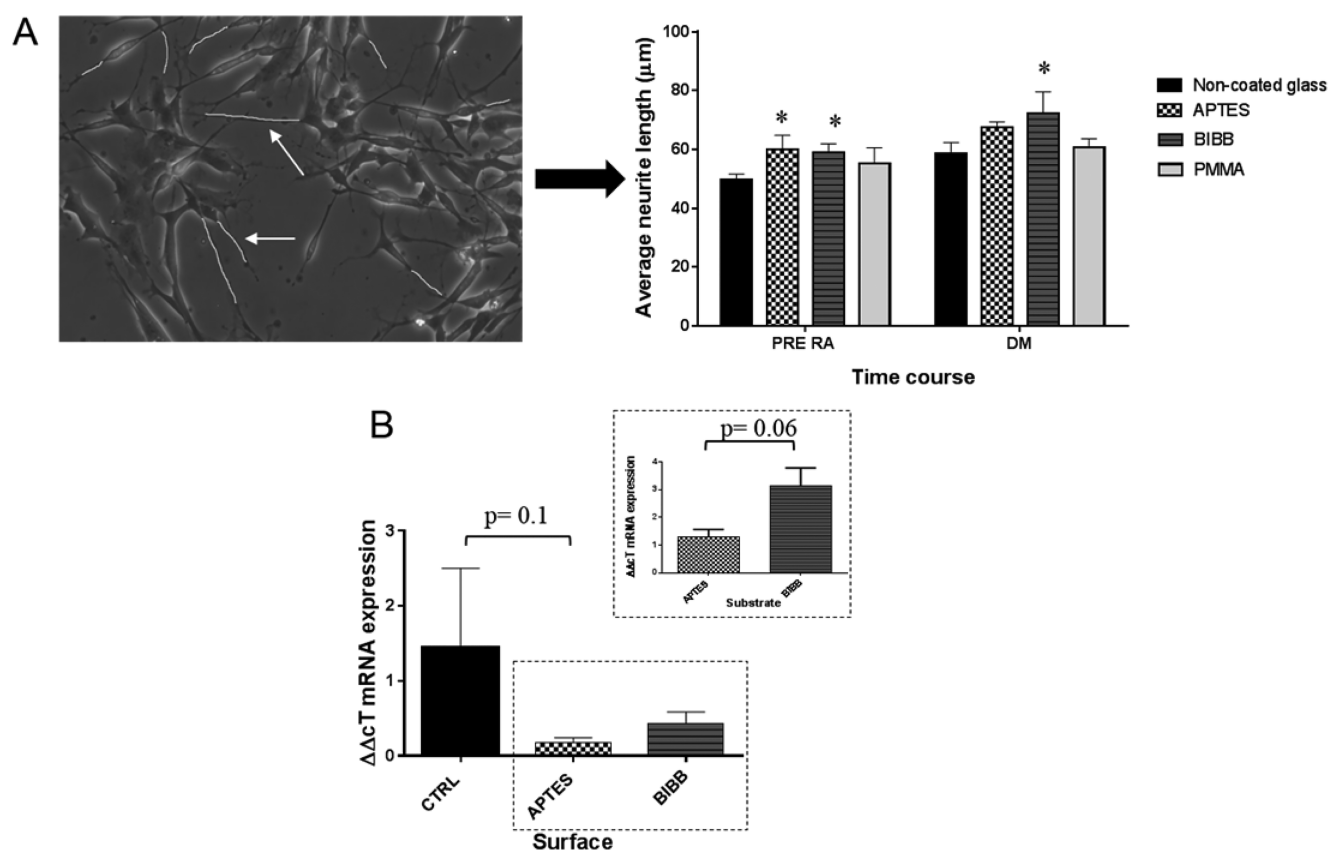 A
Average neurite length (μm)
100
80
60
40
20
0
*
*
*
PRE RA
DM
Time course
Non-coated glass
APTES
BIBB
PMMA
B
ΔΔcT mRNA expression
3
2
1
0
p= 0.1
CTRL
APTES
BIBB
Surface
p= 0.06
ΔΔcT mRNA expression
4
3
2
1
0
APTES
BIBB
Substrate